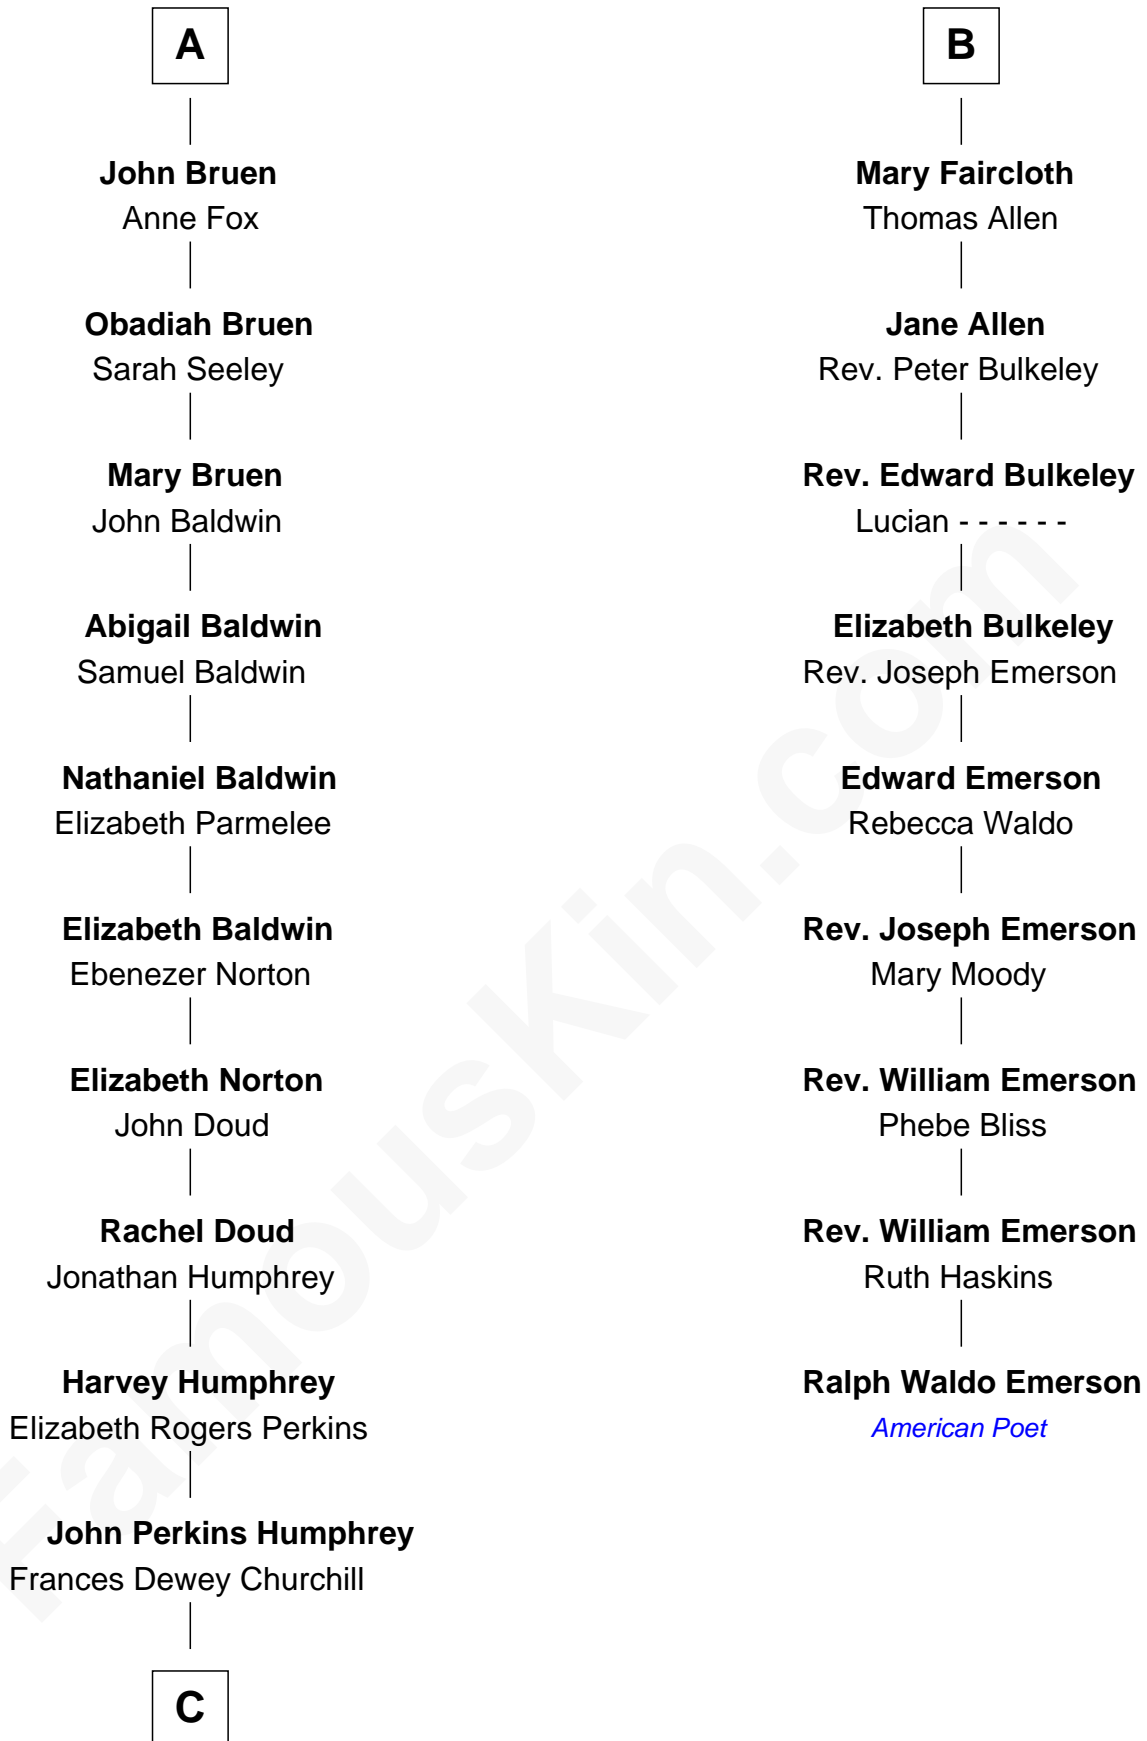 A
John Bruen
Anne Fox
Obadiah Bruen
Sarah Seeley
Mary Bruen
John Baldwin
Abigail Baldwin
Samuel Baldwin
Nathaniel Baldwin
Elizabeth Parmelee
Elizabeth Baldwin
Ebenezer Norton
Elizabeth Norton
John Doud
Rachel Doud
Jonathan Humphrey
Harvey Humphrey
Elizabeth Rogers Perkins
John Perkins Humphrey
Frances Dewey Churchill
C
B
Mary Faircloth
Thomas Allen
Jane Allen
Rev. Peter Bulkeley
Rev. Edward Bulkeley
Lucian - - - - - -
Elizabeth Bulkeley
Rev. Joseph Emerson
Edward Emerson
Rebecca Waldo
Rev. Joseph Emerson
Mary Moody
Rev. William Emerson
Phebe Bliss
Rev. William Emerson
Ruth Haskins
Ralph Waldo Emerson
American Poet
FamousKin.com